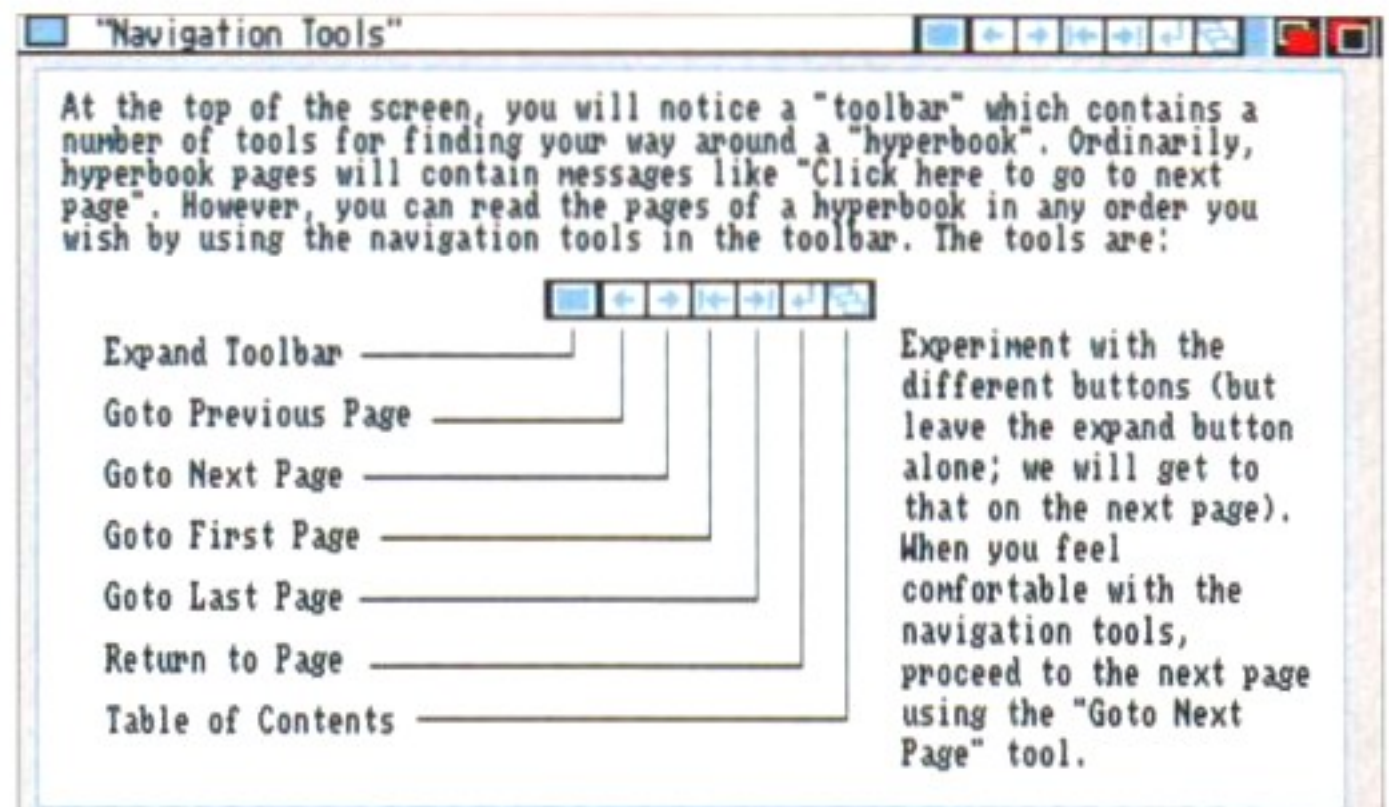 "Navigation Tools"
At the top of the screen, you will notice a "toolbar" which contains a
number of tools for finding your way around a "hyperbook". Ordinarily,
hyperbook pages will contain messages like "Click here to go to next
page". However, you can read the pages of a hyperbook in any order you
wish by using the navigation tools in the toolbar. The tools are:
Expand Toolbar
Goto Previous Page
Goto Next Page
Goto First Page
Goto Last Page
Return to Page
Table of Contents
Experiment with the
different buttons (but
leave the expand button
alone; we will get to
that on the next page).
When you feel
comfortable with the
navigation tools,
proceed to the next page
using the "Goto Next
Page" tool.